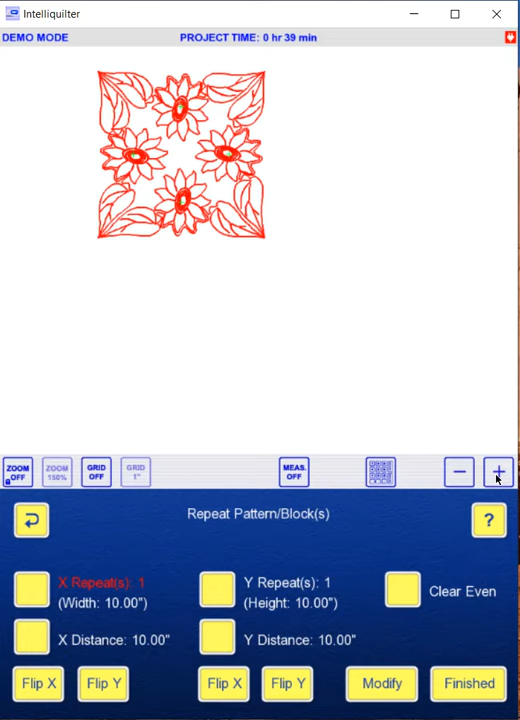 Intelliquilter
DEMO MODE PROJECT TIME: 0 hr 39 min
ZOOM OFF ZOOM 150% GRID OFF GRID 1" MEAS. OFF − +
Repeat Pattern/Block(s) ?
X Repeat(s): 1 Y Repeat(s): 1 Clear Even
(Width: 10.00") (Height: 10.00")
X Distance: 10.00" Y Distance: 10.00"
Flip X Flip Y Flip X Flip Y Modify Finished